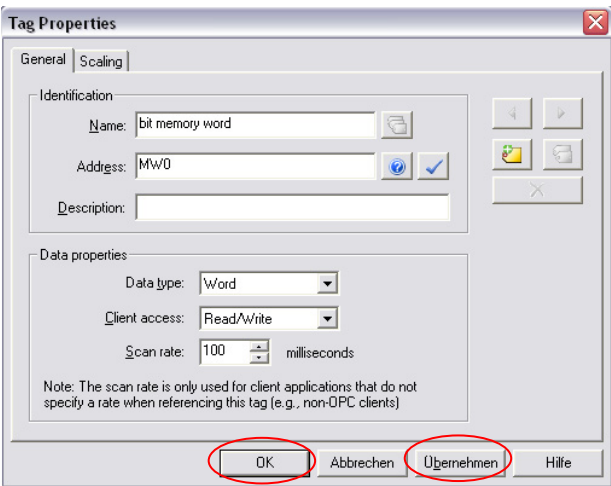 Tag Properties
General Scaling
Identification
Name: bit memory word
Address: MW0
Description:
Data properties
Data type: Word
Client access: Read/Write
Scan rate: 100 milliseconds
Note: The scan rate is only used for client applications that do not
specify a rate when referencing this tag (e.g., non-OPC clients)
OK Abbrechen Übernehmen Hilfe